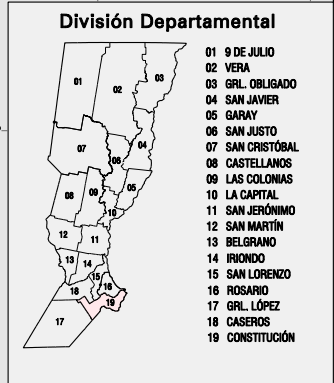 División Departamental
01 9 DE JULIO
02 VERA
03 GRL. OBLIGADO
04 SAN JAVIER
05 GARAY
06 SAN JUSTO
07 SAN CRISTÓBAL
08 CASTELLANOS
09 LAS COLONIAS
10 LA CAPITAL
11 SAN JERÓNIMO
12 SAN MARTÍN
13 BELGRANO
14 IRIONDO
15 SAN LORENZO
16 ROSARIO
17 GRL. LÓPEZ
18 CASEROS
19 CONSTITUCIÓN
01
02
03
04
07
06
05
08
09
10
12
11
13
14
15
16
18
19
17